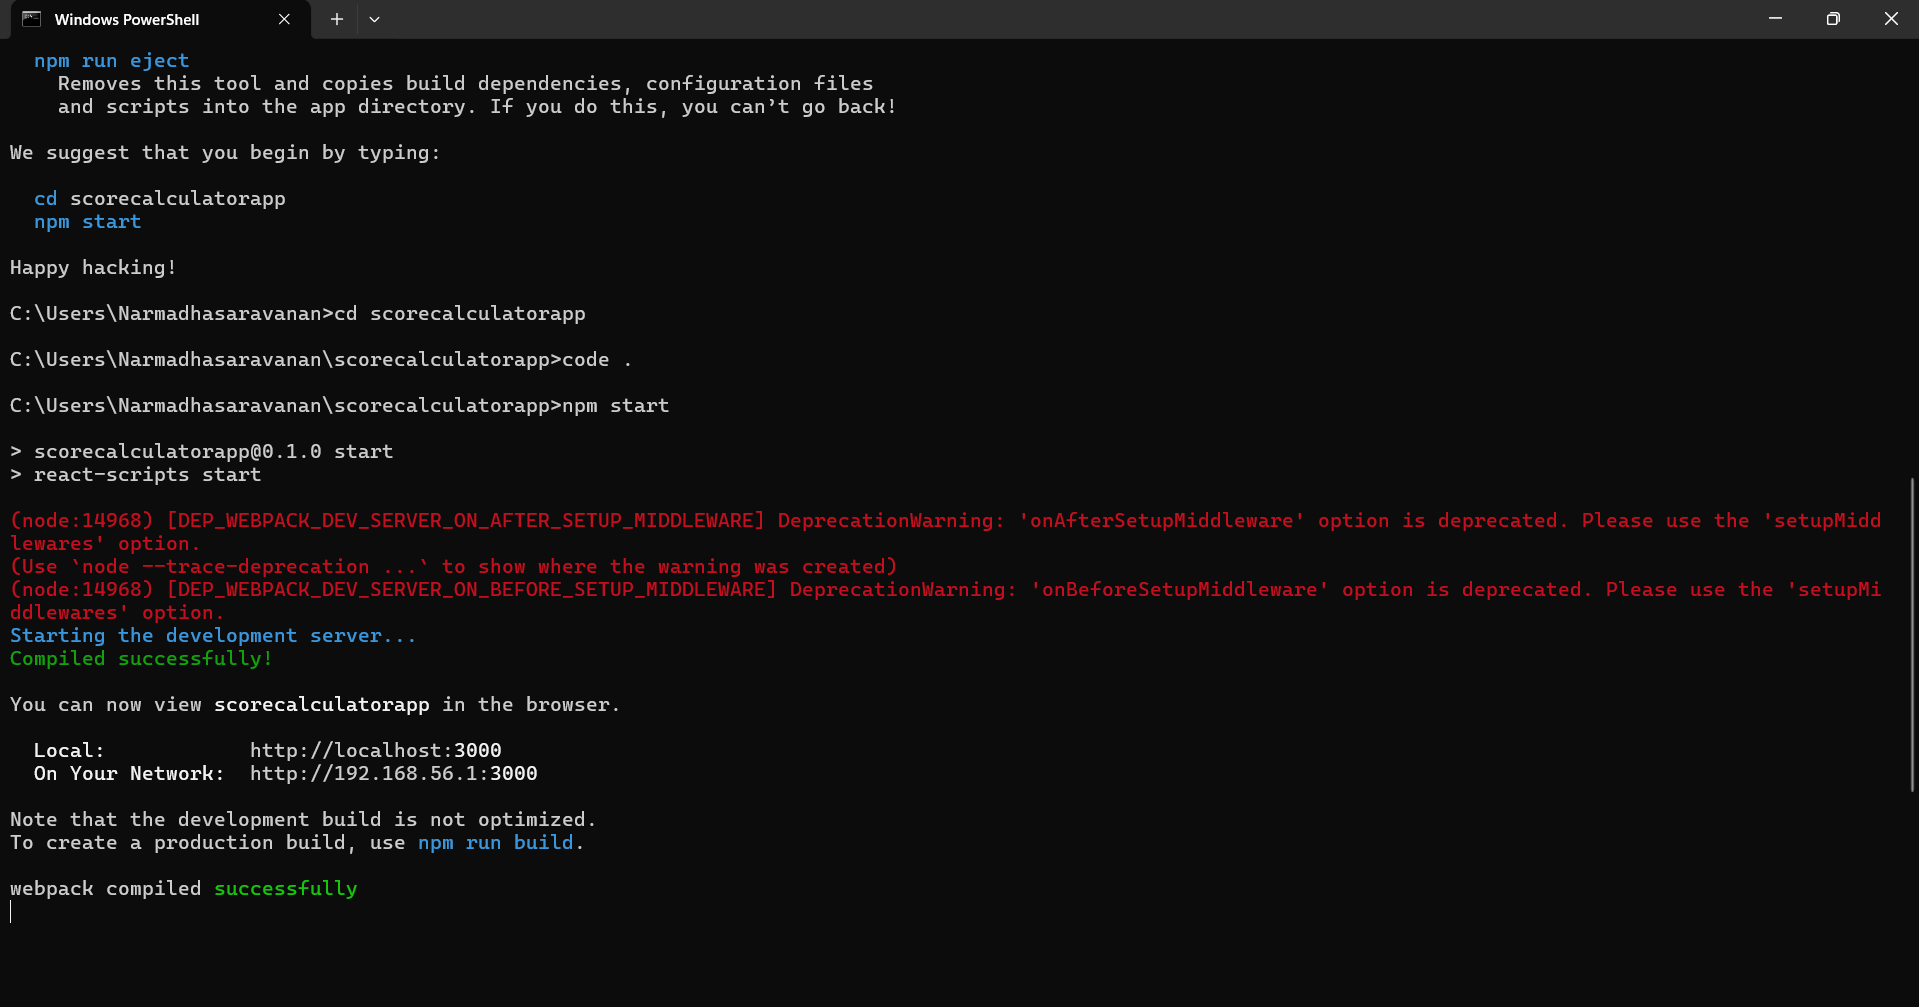 Windows PowerShell
npm run eject
Removes this tool and copies build dependencies, configuration files
and scripts into the app directory. If you do this, you can’t go back!
We suggest that you begin by typing:
cd scorecalculatorapp
npm start
Happy hacking!
C:\Users\Narmadhasaravanan>cd scorecalculatorapp
C:\Users\Narmadhasaravanan\scorecalculatorapp>code .
C:\Users\Narmadhasaravanan\scorecalculatorapp>npm start
> scorecalculatorapp@0.1.0 start
> react-scripts start
(node:14968) [DEP_WEBPACK_DEV_SERVER_ON_AFTER_SETUP_MIDDLEWARE] DeprecationWarning: 'onAfterSetupMiddleware' option is deprecated. Please use the 'setupMidd
lewares' option.
(Use `node --trace-deprecation ...` to show where the warning was created)
(node:14968) [DEP_WEBPACK_DEV_SERVER_ON_BEFORE_SETUP_MIDDLEWARE] DeprecationWarning: 'onBeforeSetupMiddleware' option is deprecated. Please use the 'setupMi
ddlewares' option.
Starting the development server...
Compiled successfully!
You can now view scorecalculatorapp in the browser.
Local: http://localhost:3000
On Your Network: http://192.168.56.1:3000
Note that the development build is not optimized.
To create a production build, use npm run build.
webpack compiled successfully